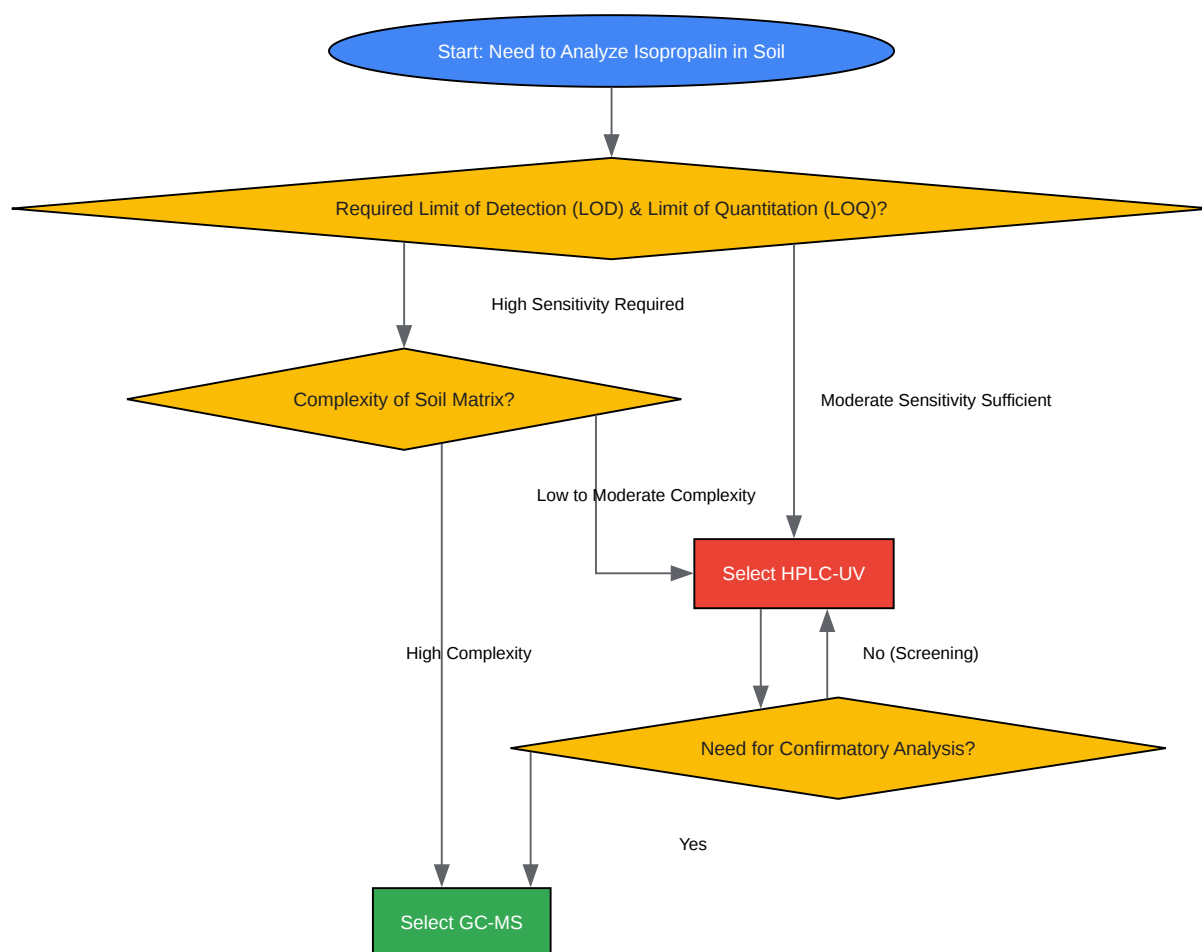 Start: Need to Analyze Isopropalin in Soil
Required Limit of Detection (LOD) & Limit of Quantitation (LOQ)?
High Sensitivity Required
Complexity of Soil Matrix?
Moderate Sensitivity Sufficient
Low to Moderate Complexity
Select HPLC-UV
High Complexity
No (Screening)
Need for Confirmatory Analysis?
Yes
Select GC-MS